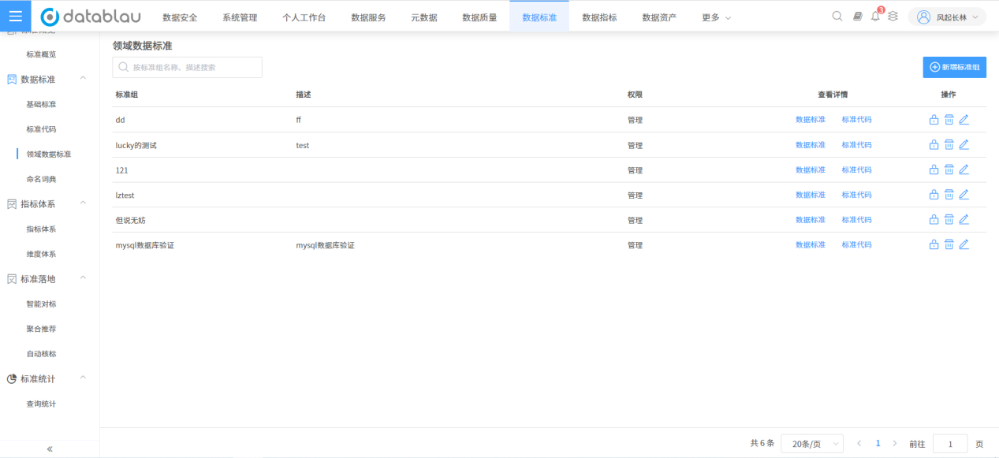 datablau 数据安全 系统管理 个人工作台 数据服务 元数据 数据质量 数据标准 数据指标 数据资产 更多 3 风起长林
标准概览
标准概览
数据标准
基础标准
标准代码
领域数据标准
命名词典
指标体系
指标体系
维度体系
标准落地
智能对标
聚合推荐
自动核标
标准统计
查询统计
领域数据标准
按标准组名称、描述搜索
新增标准组
标准组 描述 权限 查看详情 操作
dd ff 管理 数据标准 标准代码
lucky的测试 test 管理 数据标准 标准代码
121 管理 数据标准 标准代码
lztest 管理 数据标准 标准代码
但说无妨 管理 数据标准 标准代码
mysql数据库验证 mysql数据库验证 管理 数据标准 标准代码
共 6 条 20条/页 1 前往 1 页